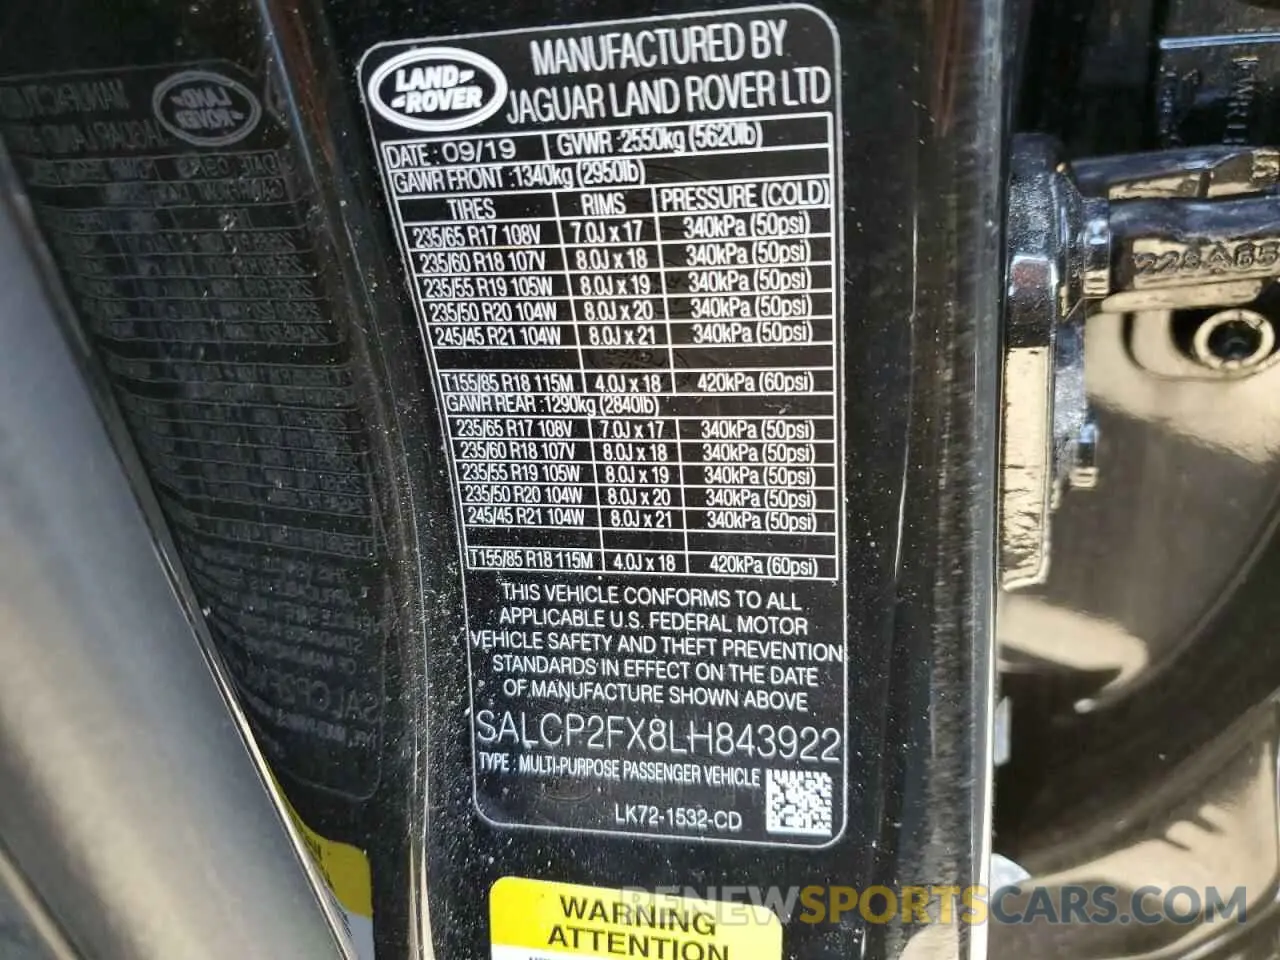 LAND-
-ROVER
MANUFACTURED BY
JAGUAR LAND ROVER LTD
DATE : 09/19 GVWR : 2550kg (5620lb)
GAWR FRONT : 1340kg (2950lb)
TIRES RIMS PRESSURE (COLD)
235/65 R17 108V 7.0J x 17 340kPa (50psi)
235/60 R18 107V 8.0J x 18 340kPa (50psi)
235/55 R19 105W 8.0J x 19 340kPa (50psi)
235/50 R20 104W 8.0J x 20 340kPa (50psi)
245/45 R21 104W 8.0J x 21 340kPa (50psi)
T155/85 R18 115M 4.0J x 18 420kPa (60psi)
GAWR REAR : 1290kg (2840lb)
235/65 R17 108V 7.0J x 17 340kPa (50psi)
235/60 R18 107V 8.0J x 18 340kPa (50psi)
235/55 R19 105W 8.0J x 19 340kPa (50psi)
235/50 R20 104W 8.0J x 20 340kPa (50psi)
245/45 R21 104W 8.0J x 21 340kPa (50psi)
T155/85 R18 115M 4.0J x 18 420kPa (60psi)
THIS VEHICLE CONFORMS TO ALL
APPLICABLE U.S. FEDERAL MOTOR
VEHICLE SAFETY AND THEFT PREVENTION
STANDARDS IN EFFECT ON THE DATE
OF MANUFACTURE SHOWN ABOVE
SALCP2FX8LH843922
TYPE : MULTI-PURPOSE PASSENGER VEHICLE
LK72-1532-CD
WARNING
ATTENTION
RENEWSPORTSCARS.COM